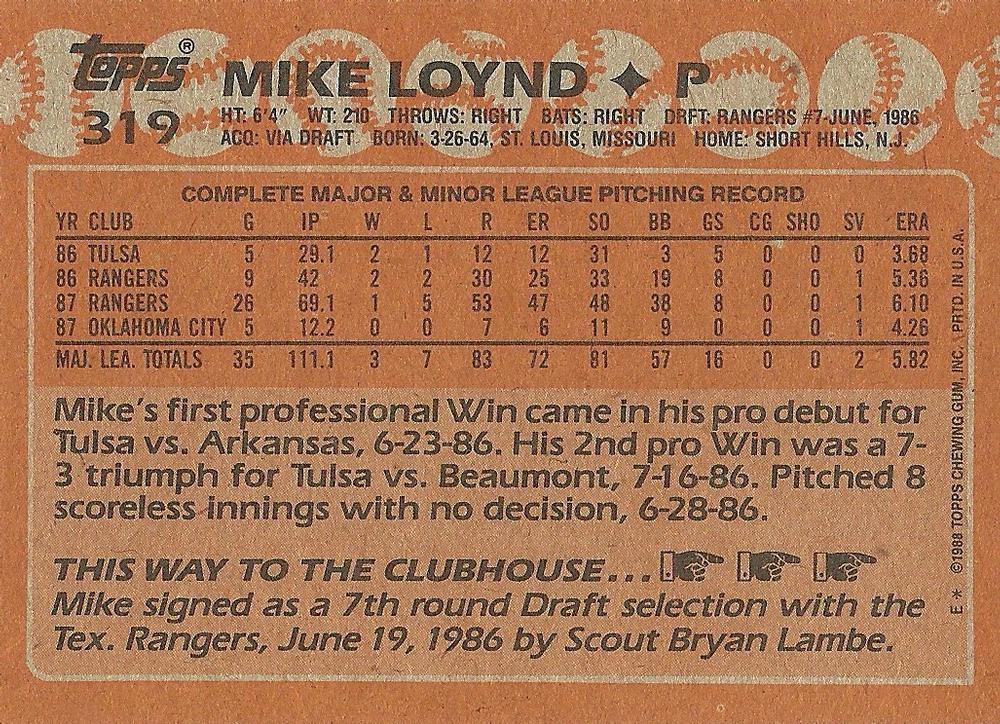 Topps®
MIKE LOYND ✦ P
319
HT: 6'4" WT: 210 THROWS: RIGHT BATS: RIGHT DRFT: RANGERS #7-JUNE, 1986
ACQ: VIA DRAFT BORN: 3-26-64, ST. LOUIS, MISSOURI HOME: SHORT HILLS, N.J.
COMPLETE MAJOR & MINOR LEAGUE PITCHING RECORD
YR CLUB G IP W L R ER SO BB GS CG SHO SV ERA
86 TULSA 5 29.1 2 1 12 12 31 3 5 0 0 0 3.68
86 RANGERS 9 42 2 2 30 25 33 19 8 0 0 1 5.36
87 RANGERS 26 69.1 1 5 53 47 48 38 8 0 0 1 6.10
87 OKLAHOMA CITY 5 12.2 0 0 7 6 11 9 0 0 0 1 4.26
MAJ. LEA. TOTALS 35 111.1 3 7 83 72 81 57 16 0 0 2 5.82
Mike's first professional Win came in his pro debut for
Tulsa vs. Arkansas, 6-23-86. His 2nd pro Win was a 7-
3 triumph for Tulsa vs. Beaumont, 7-16-86. Pitched 8
scoreless innings with no decision, 6-28-86.
THIS WAY TO THE CLUBHOUSE...
Mike signed as a 7th round Draft selection with the
Tex. Rangers, June 19, 1986 by Scout Bryan Lambe.
E* ©1988 TOPPS CHEWING GUM, INC. PRTD. IN U.S.A.